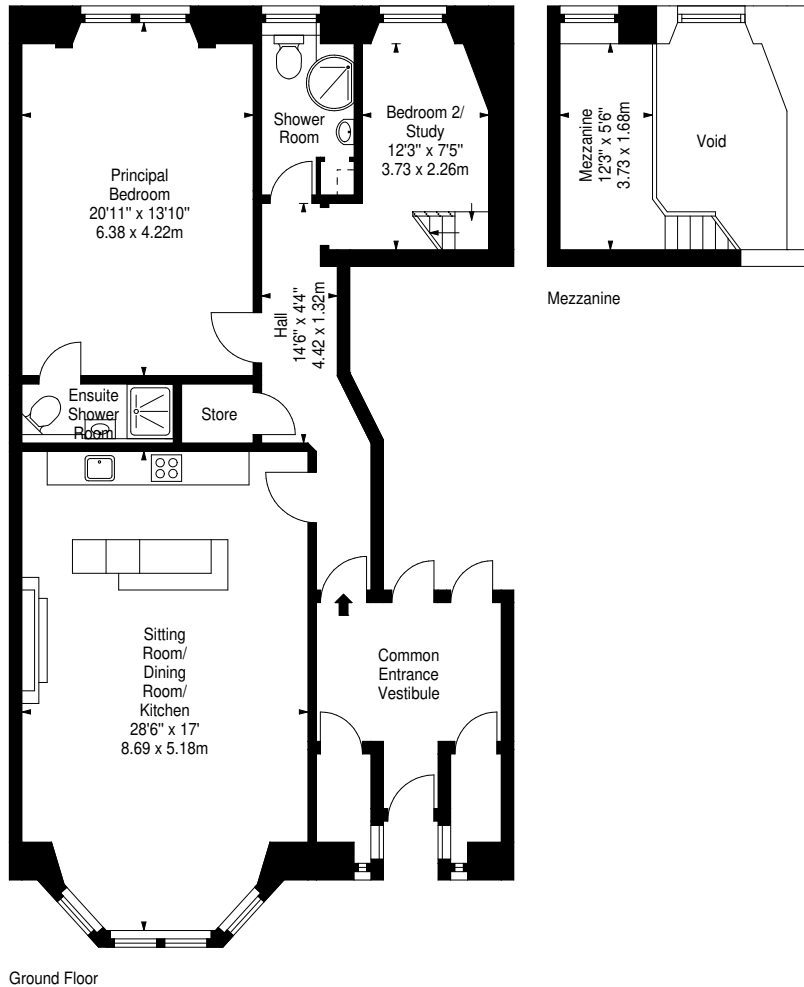 Shower
Room
Bedroom 2/
Study
12'3" x 7'5"
3.73 x 2.26m
Mezzanine
12'3" x 5'6"
3.73 x 1.68m
Void
Mezzanine
Principal
Bedroom
20'11" x 13'10"
6.38 x 4.22m
Hall
14'6" x 4'4"
4.42 x 1.32m
Ensuite
Shower
Room
Store
Sitting
Room/
Dining
Room/
Kitchen
28'6" x 17'
8.69 x 5.18m
Common
Entrance
Vestibule
Ground Floor